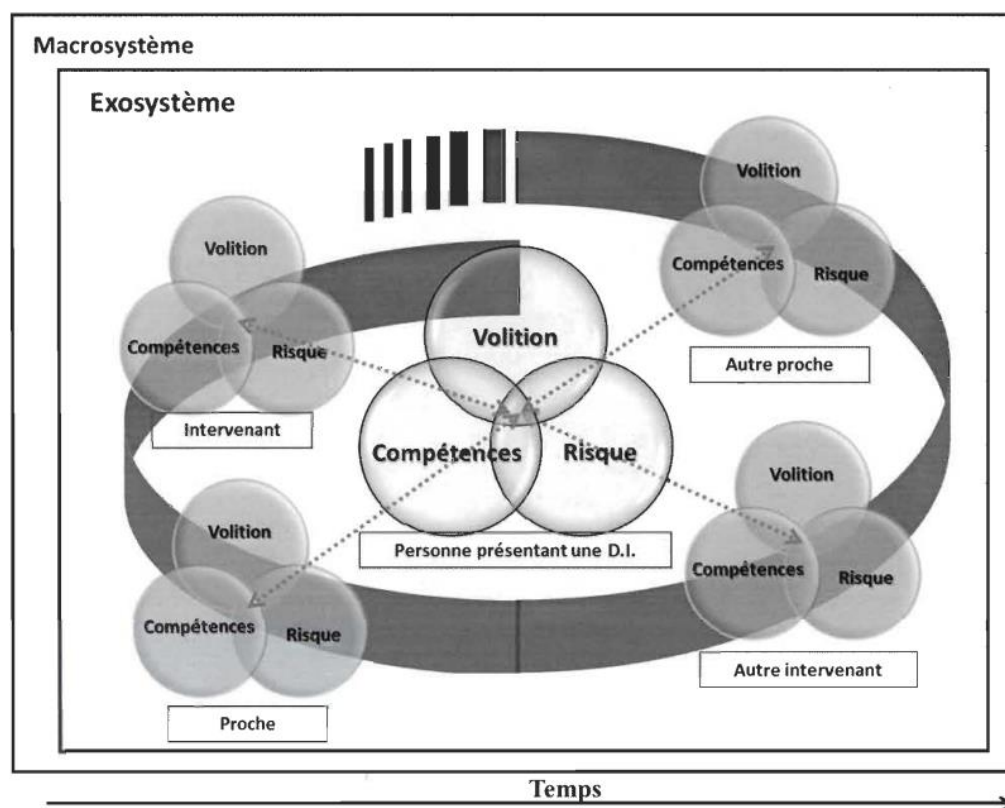 Macrosystème
Exosystème
Volition
Compétences
Risque
Autre proche
Volition
Compétences
Risque
Intervenant
Volition
Compétences
Risque
Personne présentant une D.I.
Volition
Compétences
Risque
Autre intervenant
Volition
Compétences
Risque
Proche
Temps